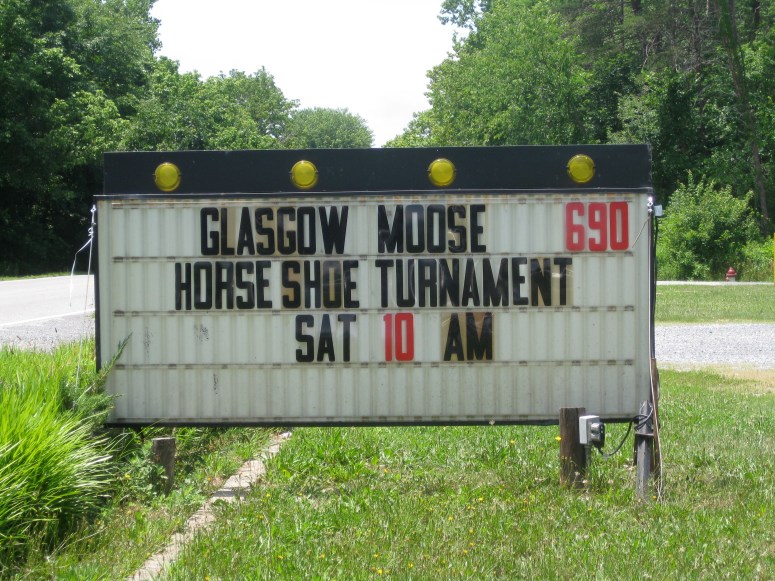 GLASGOW MOOSE 690
HORSE SHOE TURNAMENT
SAT 10 AM